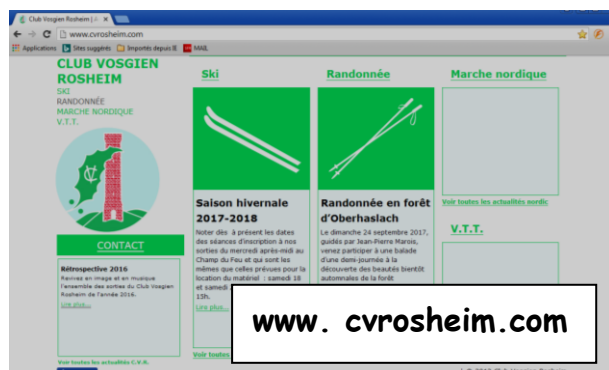 Club Vosgien Rosheim |
www.cvrosheim.com
Applications
Sites suggérés
Importés depuis IE
MAIL
CLUB VOSGIEN
ROSHEIM
SKI
RANDONNÉE
MARCHE NORDIQUE
V.T.T.
CV
CONTACT
Rétrospective 2016
Revivez en image et en musique
l'ensemble des sorties du Club Vosgien
Rosheim de l'année 2016.
Lire plus...
Voir toutes les actualités C.V.R.
Ski
Saison hivernale
2017-2018
Noter dès à présent les dates
des séances d'inscription à nos
sorties du mercredi après-midi au
Champ du Feu et qui sont les
mêmes que celles prévues pour la
location du matériel : samedi 18
et samedi
15h.
Lire plus...
Voir toutes
Randonnée
Randonnée en forêt
d'Oberhaslach
Le dimanche 24 septembre 2017,
guidés par Jean-Pierre Marois,
venez participer à une balade
d'une demi-journée à la
découverte des beautés bientôt
automnales de la forêt
Marche nordique
Voir toutes les actualités nordic
V.T.T.
www. cvrosheim.com